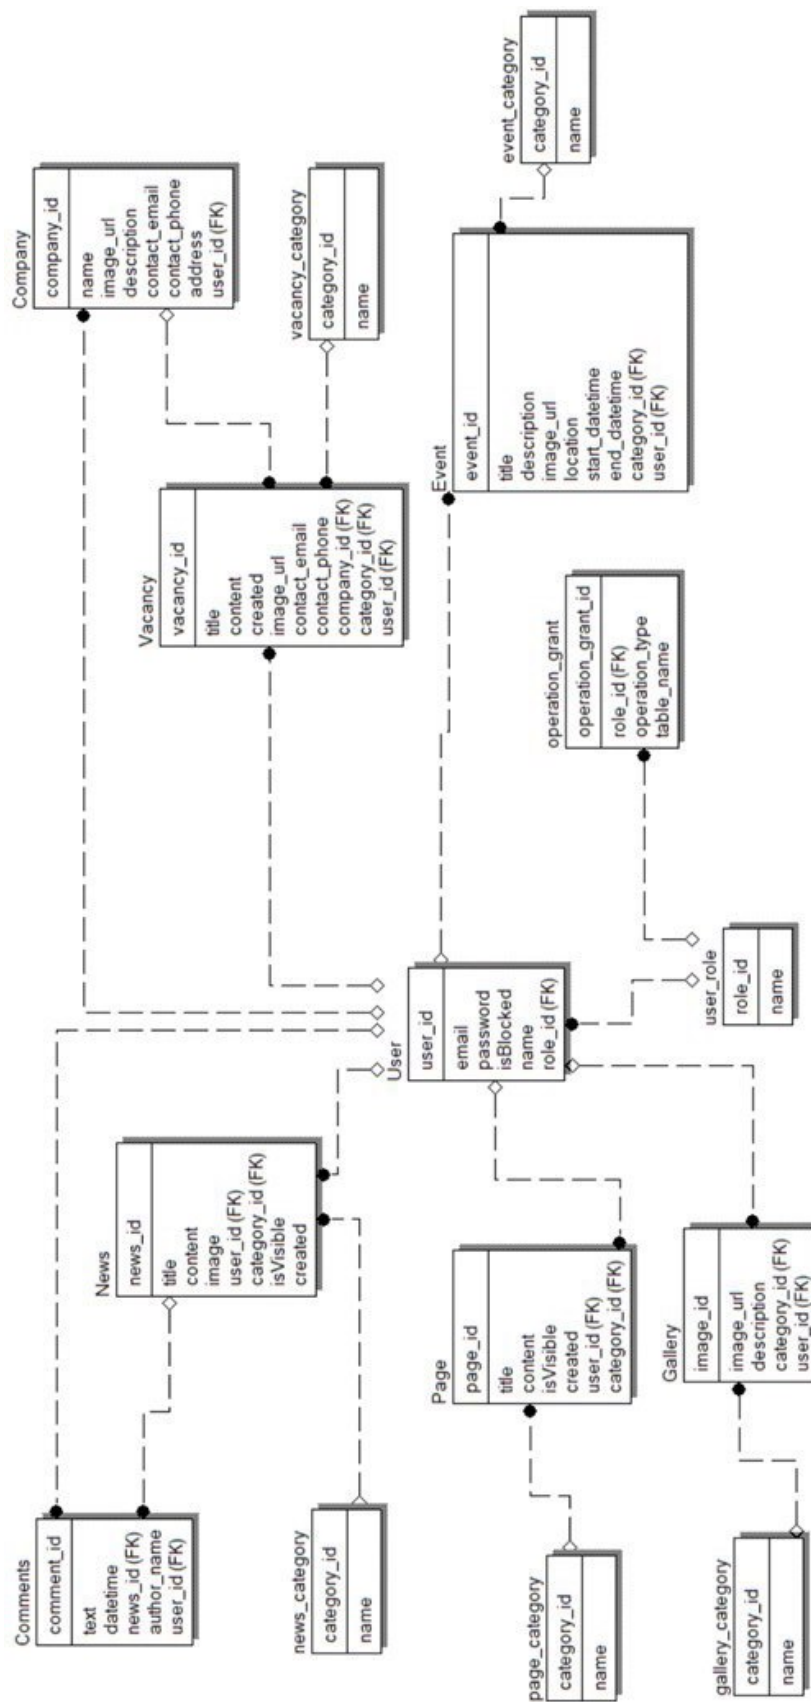 Comments
comment_id
text
datetime
news_id (FK)
author_name
user_id (FK)
News
news_id
title
content
image
user_id (FK)
category_id (FK)
isVisible
created
news_category
category_id
name
Company
company_id
name
image_url
description
contact_email
contact_phone
address
user_id (FK)
Vacancy
vacancy_id
title
content
created
image_url
contact_email
contact_phone
company_id (FK)
category_id (FK)
user_id (FK)
vacancy_category
category_id
name
User
user_id
email
password
isBlocked
name
role_id (FK)
Event
event_id
title
description
image_url
location
start_datetime
end_datetime
category_id (FK)
user_id (FK)
event_category
category_id
name
Page
page_id
title
content
isVisible
created
user_id (FK)
category_id (FK)
page_category
category_id
name
operation_grant
operation_grant_id
role_id (FK)
operation_type
table_name
user_role
role_id
name
Gallery
image_id
image_url
description
category_id (FK)
user_id (FK)
gallery_category
category_id
name